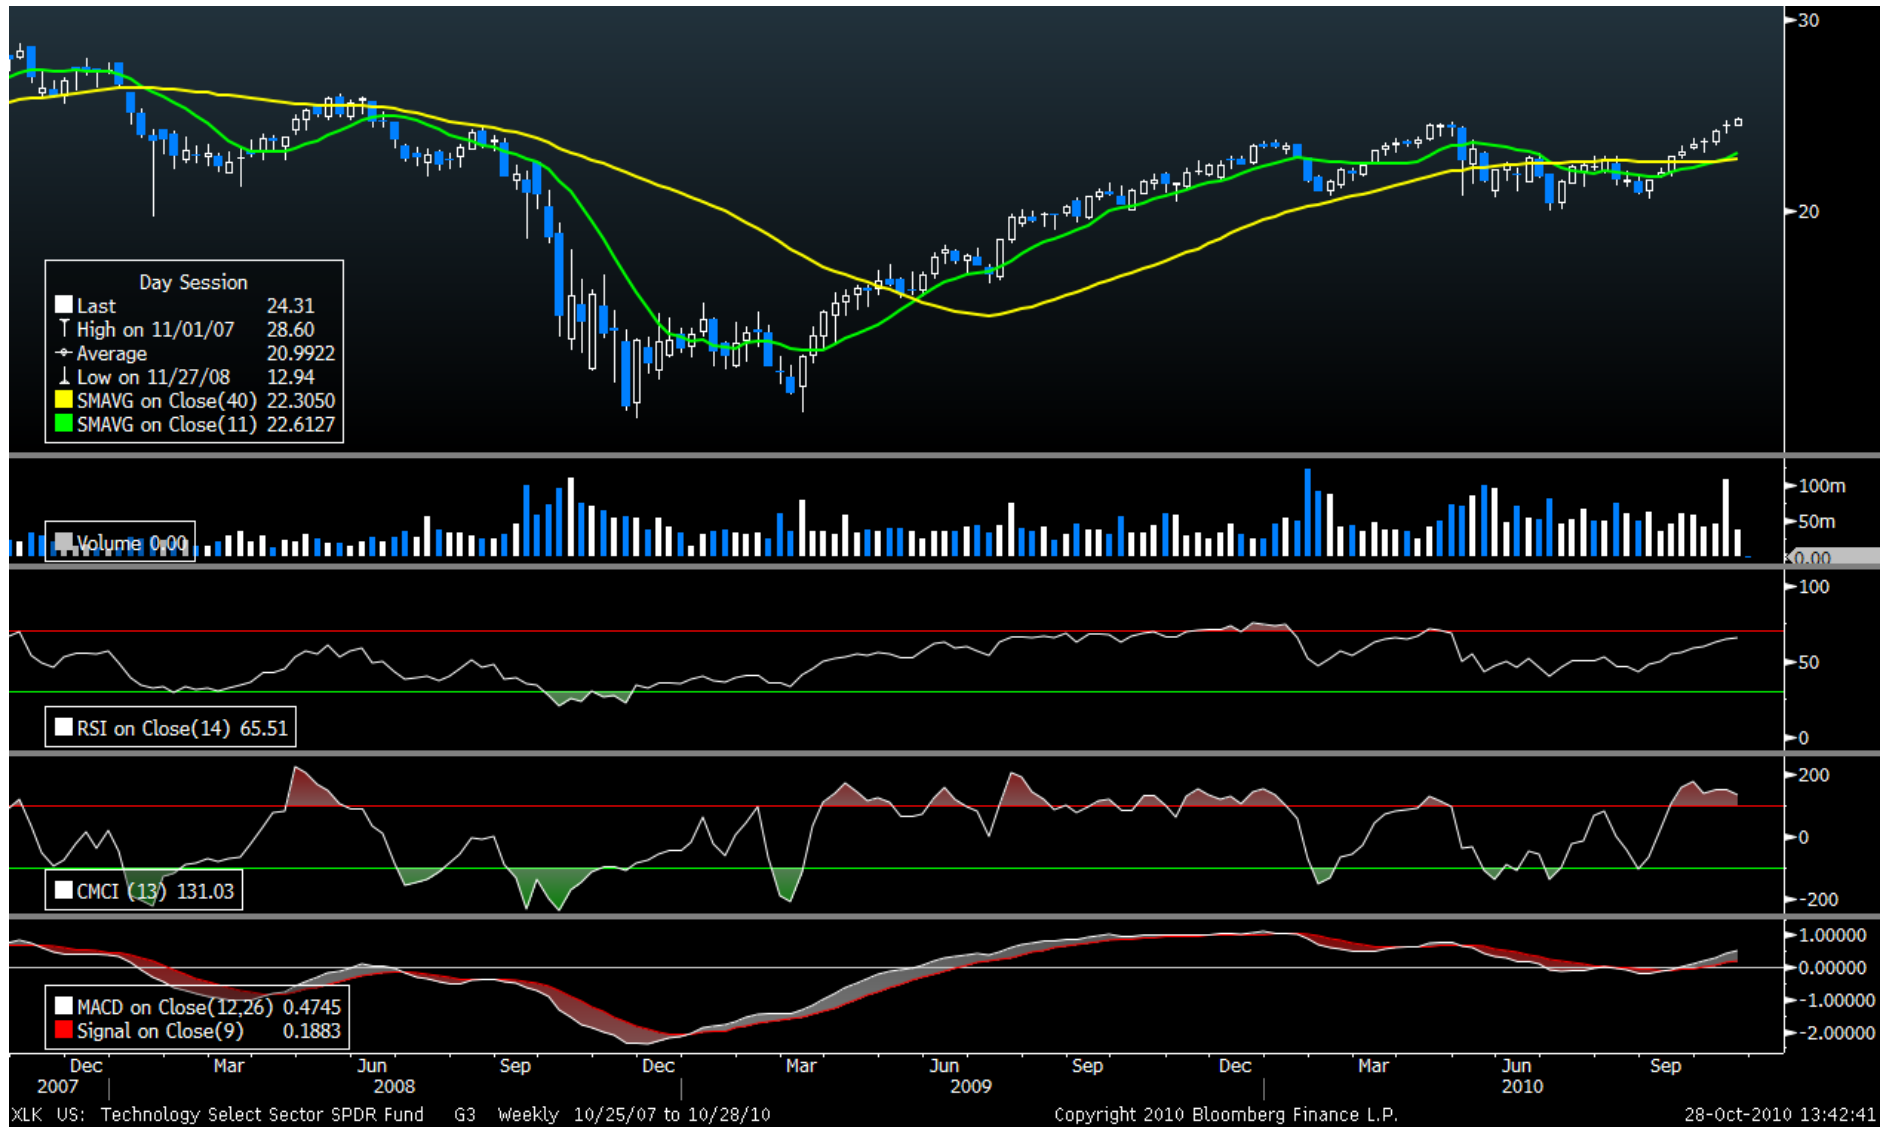 30
20
Day Session
Last 24.31
High on 11/01/07 28.60
Average 20.9922
Low on 11/27/08 12.94
SMAVG on Close(40) 22.3050
SMAVG on Close(11) 22.6127
100m
50m
0.00
Volume 0.00
100
50
0
RSI on Close(14) 65.51
200
0
-200
CMCI (13) 131.03
1.00000
0.00000
-1.00000
-2.00000
MACD on Close(12,26) 0.4745
Signal on Close(9) 0.1883
Dec Mar Jun Sep Dec Mar Jun Sep Dec Mar Jun Sep
2007 2008 2009 2010
XLK US: Technology Select Sector SPDR Fund G3 Weekly 10/25/07 to 10/28/10 Copyright 2010 Bloomberg Finance L.P. 28-Oct-2010 13:42:41